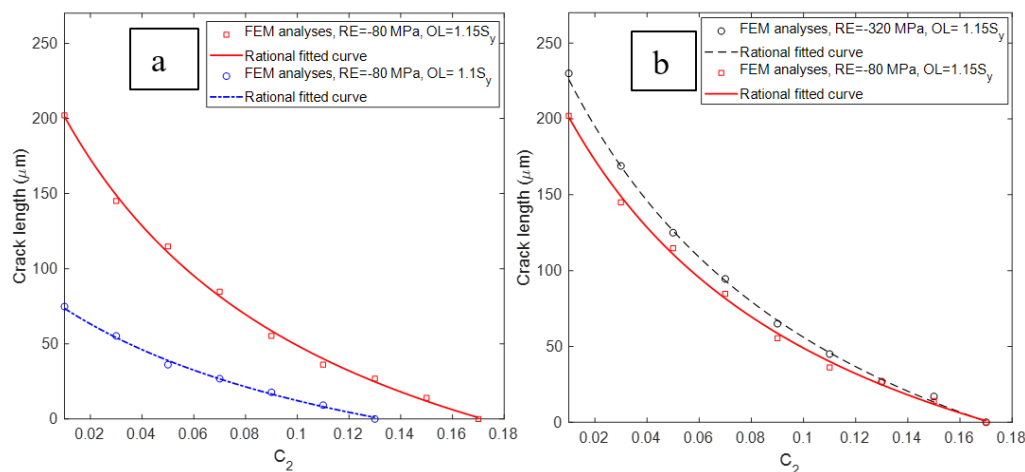 a
FEM analyses, RE=-80 MPa, OL=1.15Sy
Rational fitted curve
FEM analyses, RE=-80 MPa, OL= 1.1Sy
Rational fitted curve
250
200
150
100
50
0
Crack length (μm)
0.02 0.04 0.06 0.08 0.1 0.12 0.14 0.16 0.18
C2
b
FEM analyses, RE=-320 MPa, OL= 1.15Sy
Rational fitted curve
FEM analyses, RE=-80 MPa, OL=1.15Sy
Rational fitted curve
250
200
150
100
50
0
Crack length (μm)
0.02 0.04 0.06 0.08 0.1 0.12 0.14 0.16 0.18
C2